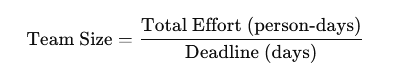 Team Size = Total Effort (person-days) / Deadline (days)